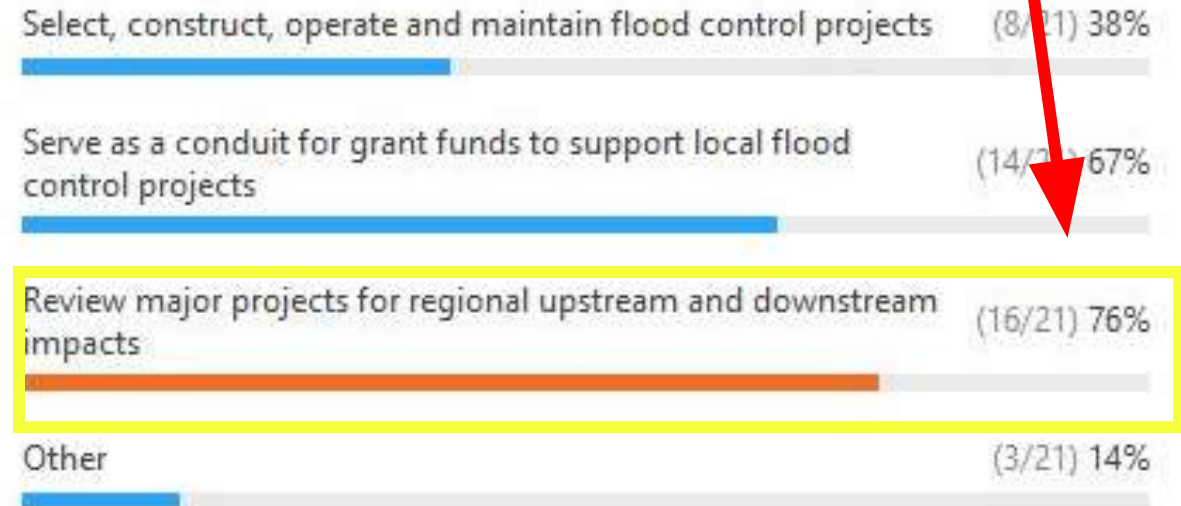 Select, construct, operate and maintain flood control projects (8/21) 38%
Serve as a conduit for grant funds to support local flood
control projects
(14/21) 67%
Review major projects for regional upstream and downstream
impacts
(16/21) 76%
Other (3/21) 14%